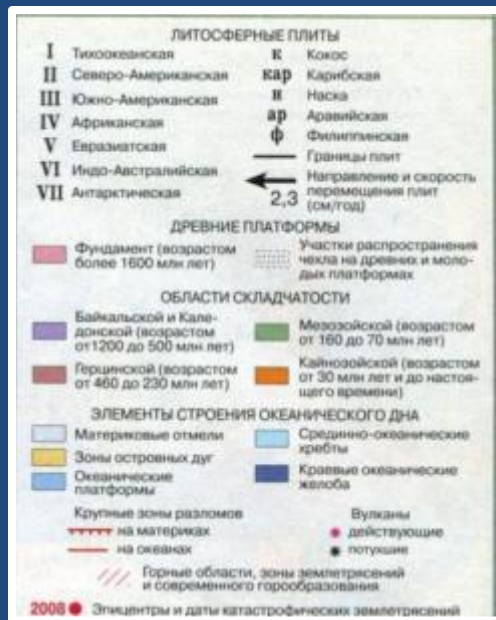 ЛИТОСФЕРНЫЕ ПЛИТЫ
I Тихоокеанская
II Северо-Американская
III Южно-Американская
IV Африканская
V Евразиатская
VI Индо-Австралийская
VII Антарктическая
к Кокос
кар Карибская
н Наска
ар Аравийская
ф Филиппинская
Границы плит
Направление и скорость
перемещения плит
2,3 (см/год)
ДРЕВНИЕ ПЛАТФОРМЫ
Фундамент (возрастом
более 1600 млн лет)
Участки распространения
чехла на древних и моло-
дых платформах
ОБЛАСТИ СКЛАДЧАТОСТИ
Байкальской и Кале-
донской (возрастом
от 1200 до 500 млн лет)
Герцинской (возрастом
от 460 до 230 млн лет)
Мезозойской (возрастом
от 160 до 70 млн лет)
Кайнозойской (возрастом
от 30 млн лет и до настоя-
щего времени)
ЭЛЕМЕНТЫ СТРОЕНИЯ ОКЕАНИЧЕСКОГО ДНА
Материковые отмели
Зоны островных дуг
Океанические
платформы
Срединно-океанические
хребты
Краевые океанические
желоба
Крупные зоны разломов
на материках
на океанах
Вулканы
действующие
потухшие
Горные области, зоны землетрясений
и современного горообразования
2008 Эпицентры и даты катастрофических землетрясений